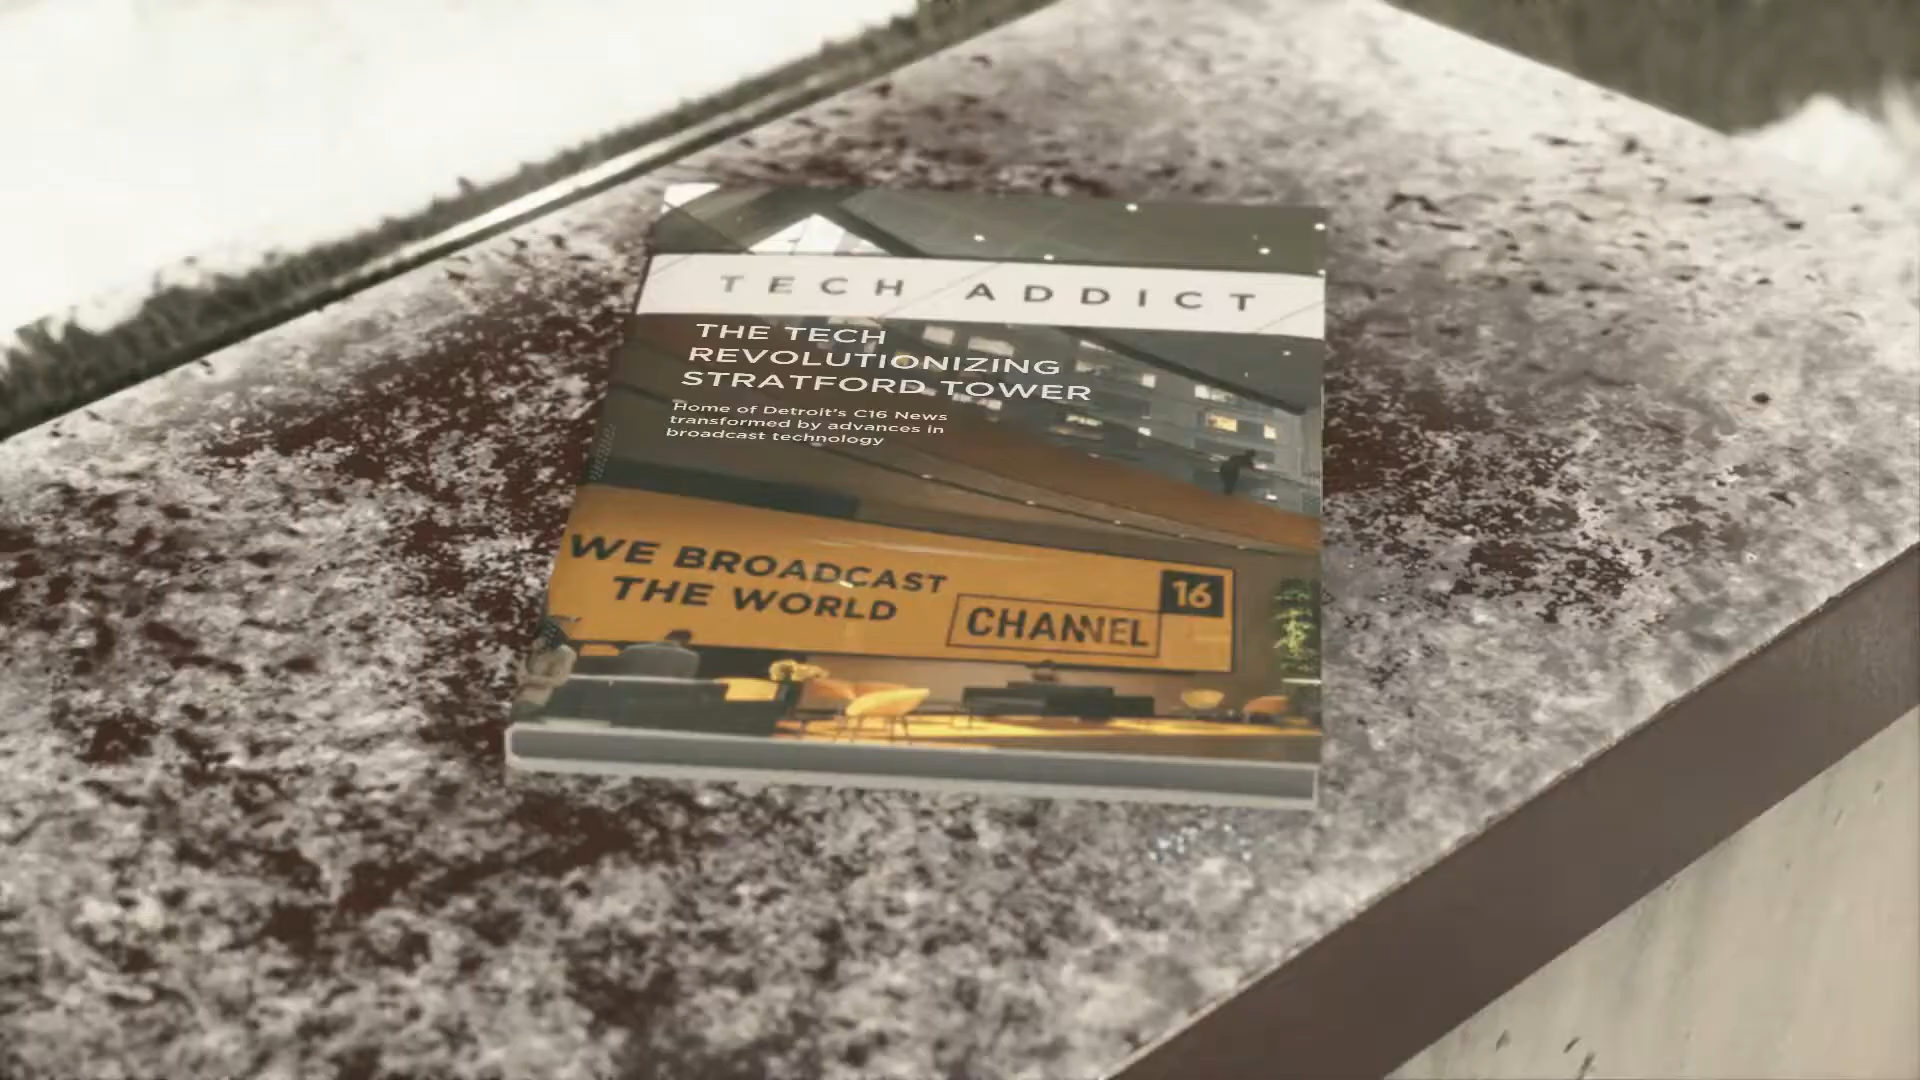 TECH ADDICT
THE TECH
REVOLUTIONIZING
STRATFORD TOWER
Home of Detroit's C16 News
transformed by advances in
broadcast technology
WE BROADCAST
THE WORLD
16
CHANNEL